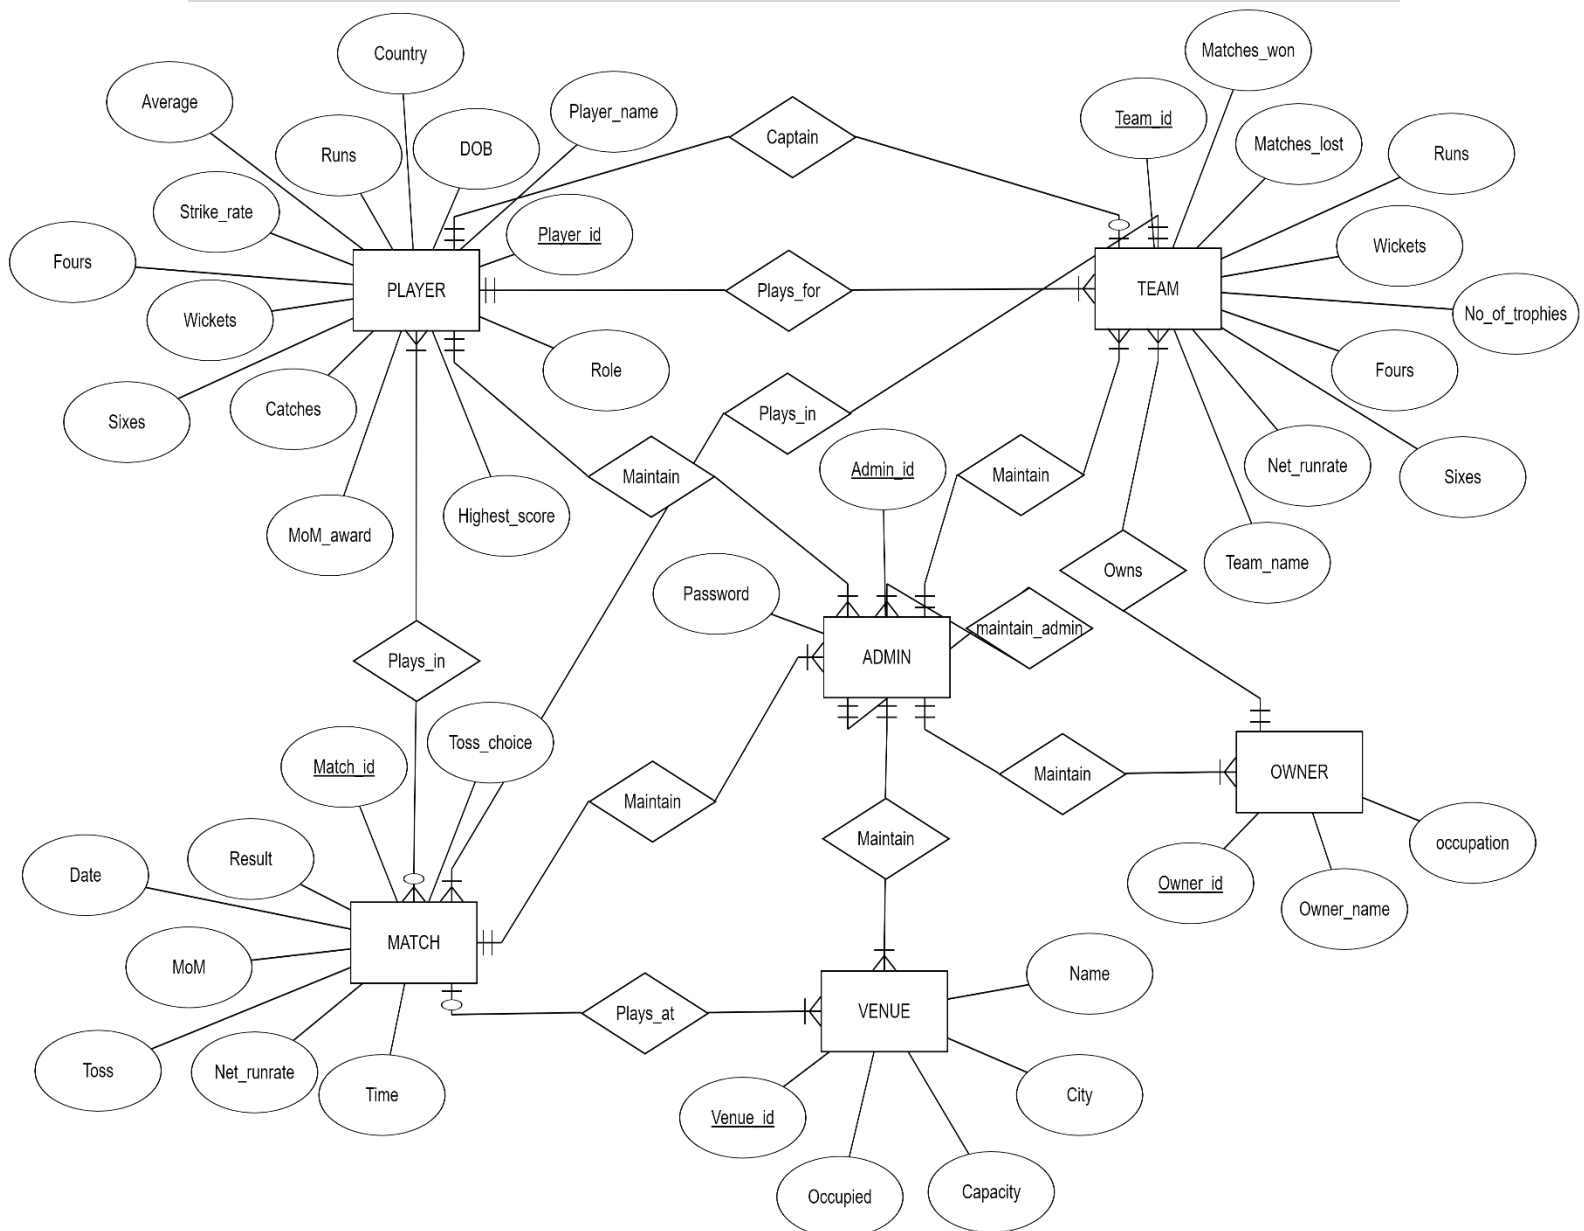 Matches_won
Country
Average
Player_name
Team_id
Captain
Matches_lost
DOB
Runs
Runs
Strike_rate
Player_id
Wickets
Fours
PLAYER
Plays_for
TEAM
No_of_trophies
Wickets
Role
Fours
Catches
Plays_in
Sixes
Net_runrate
Admin_id
Maintain
Maintain
Sixes
Highest_score
MoM_award
Team_name
Owns
Password
maintain_admin
ADMIN
Plays_in
Toss_choice
Match_id
OWNER
Maintain
Maintain
Maintain
occupation
Result
Date
Owner_id
Owner_name
MATCH
MoM
Name
VENUE
Plays_at
Toss
Net_runrate
Time
City
Venue_id
Capacity
Occupied